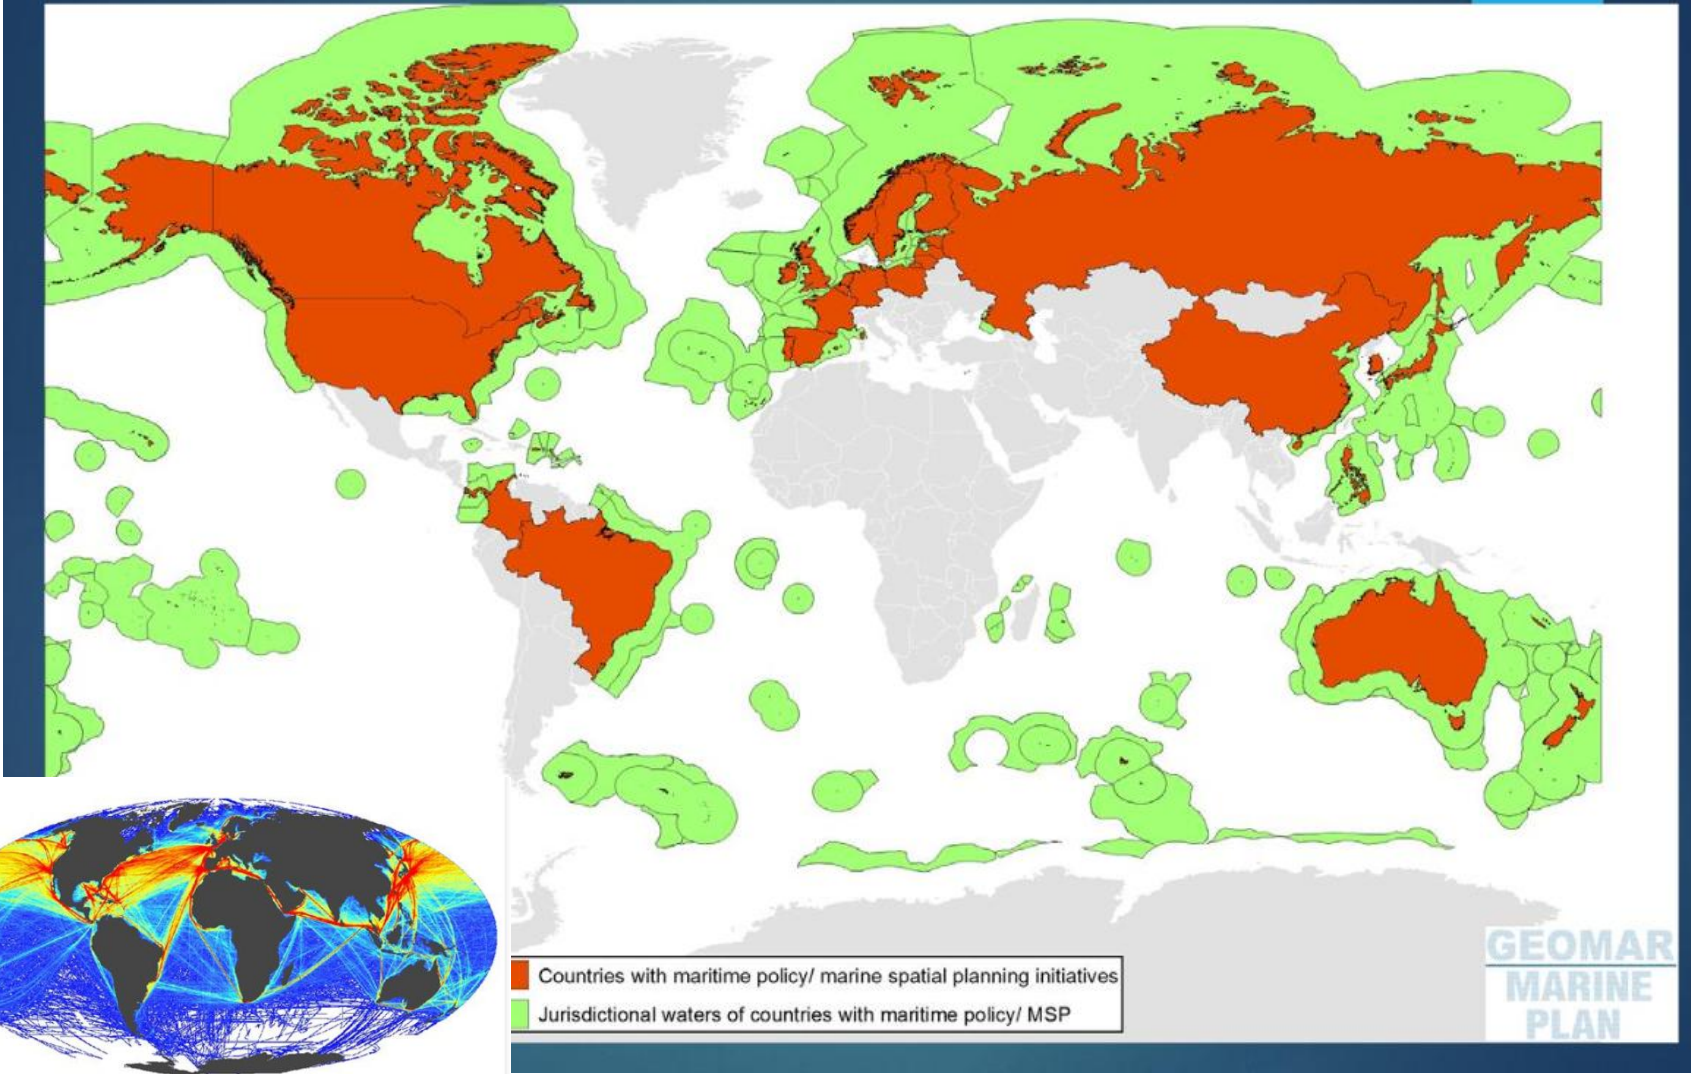 Countries with maritime policy/ marine spatial planning initiatives
Jurisdictional waters of countries with maritime policy/ MSP
GEOMAR
MARINE
PLAN